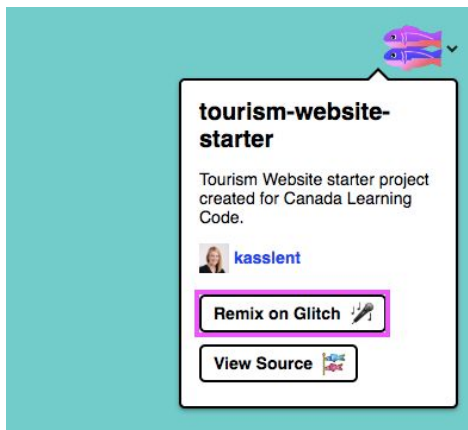 tourism-website-
starter
Tourism Website starter project
created for Canada Learning
Code.
kasslent
Remix on Glitch
View Source